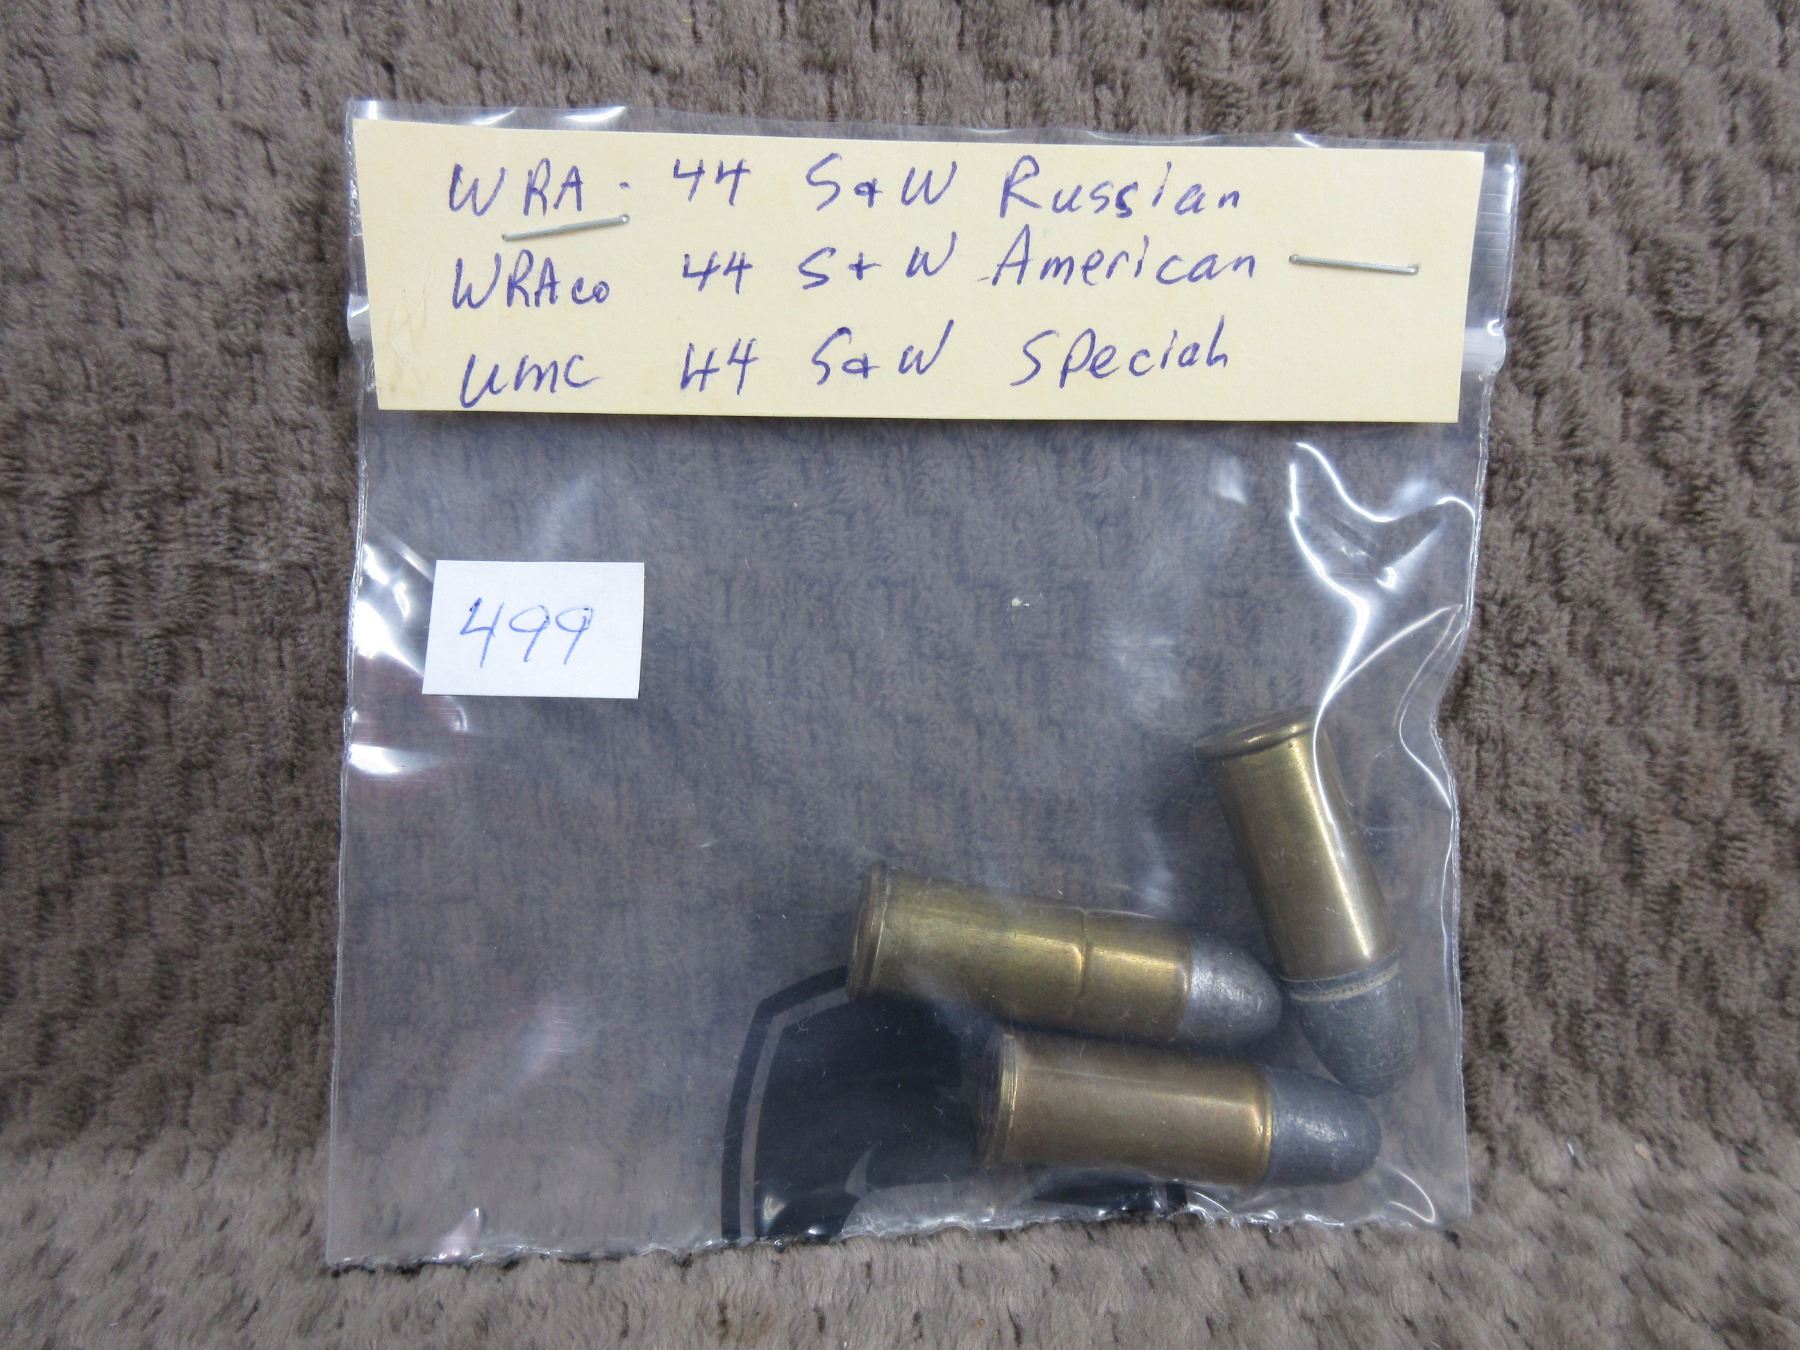 WRA - 44 S&W Russian
WRAco 44 S+W American
UMC 44 S&W Special
499